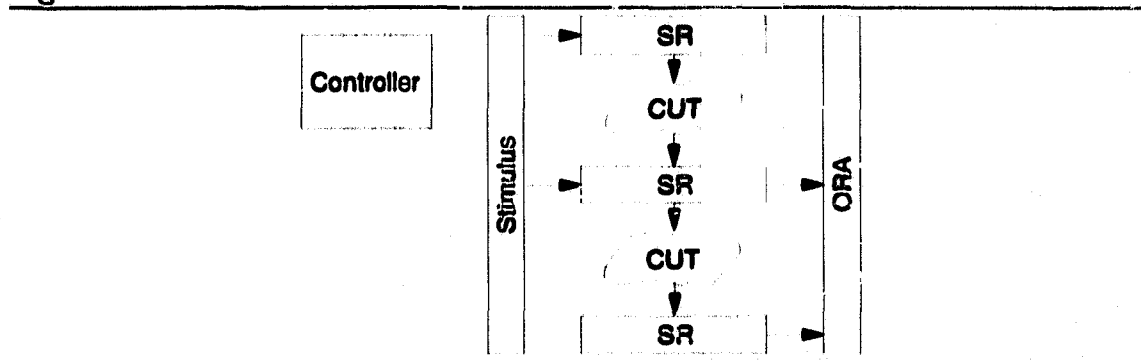 SR
Controller
CUT
Stimulus
SR
ORA
CUT
SR